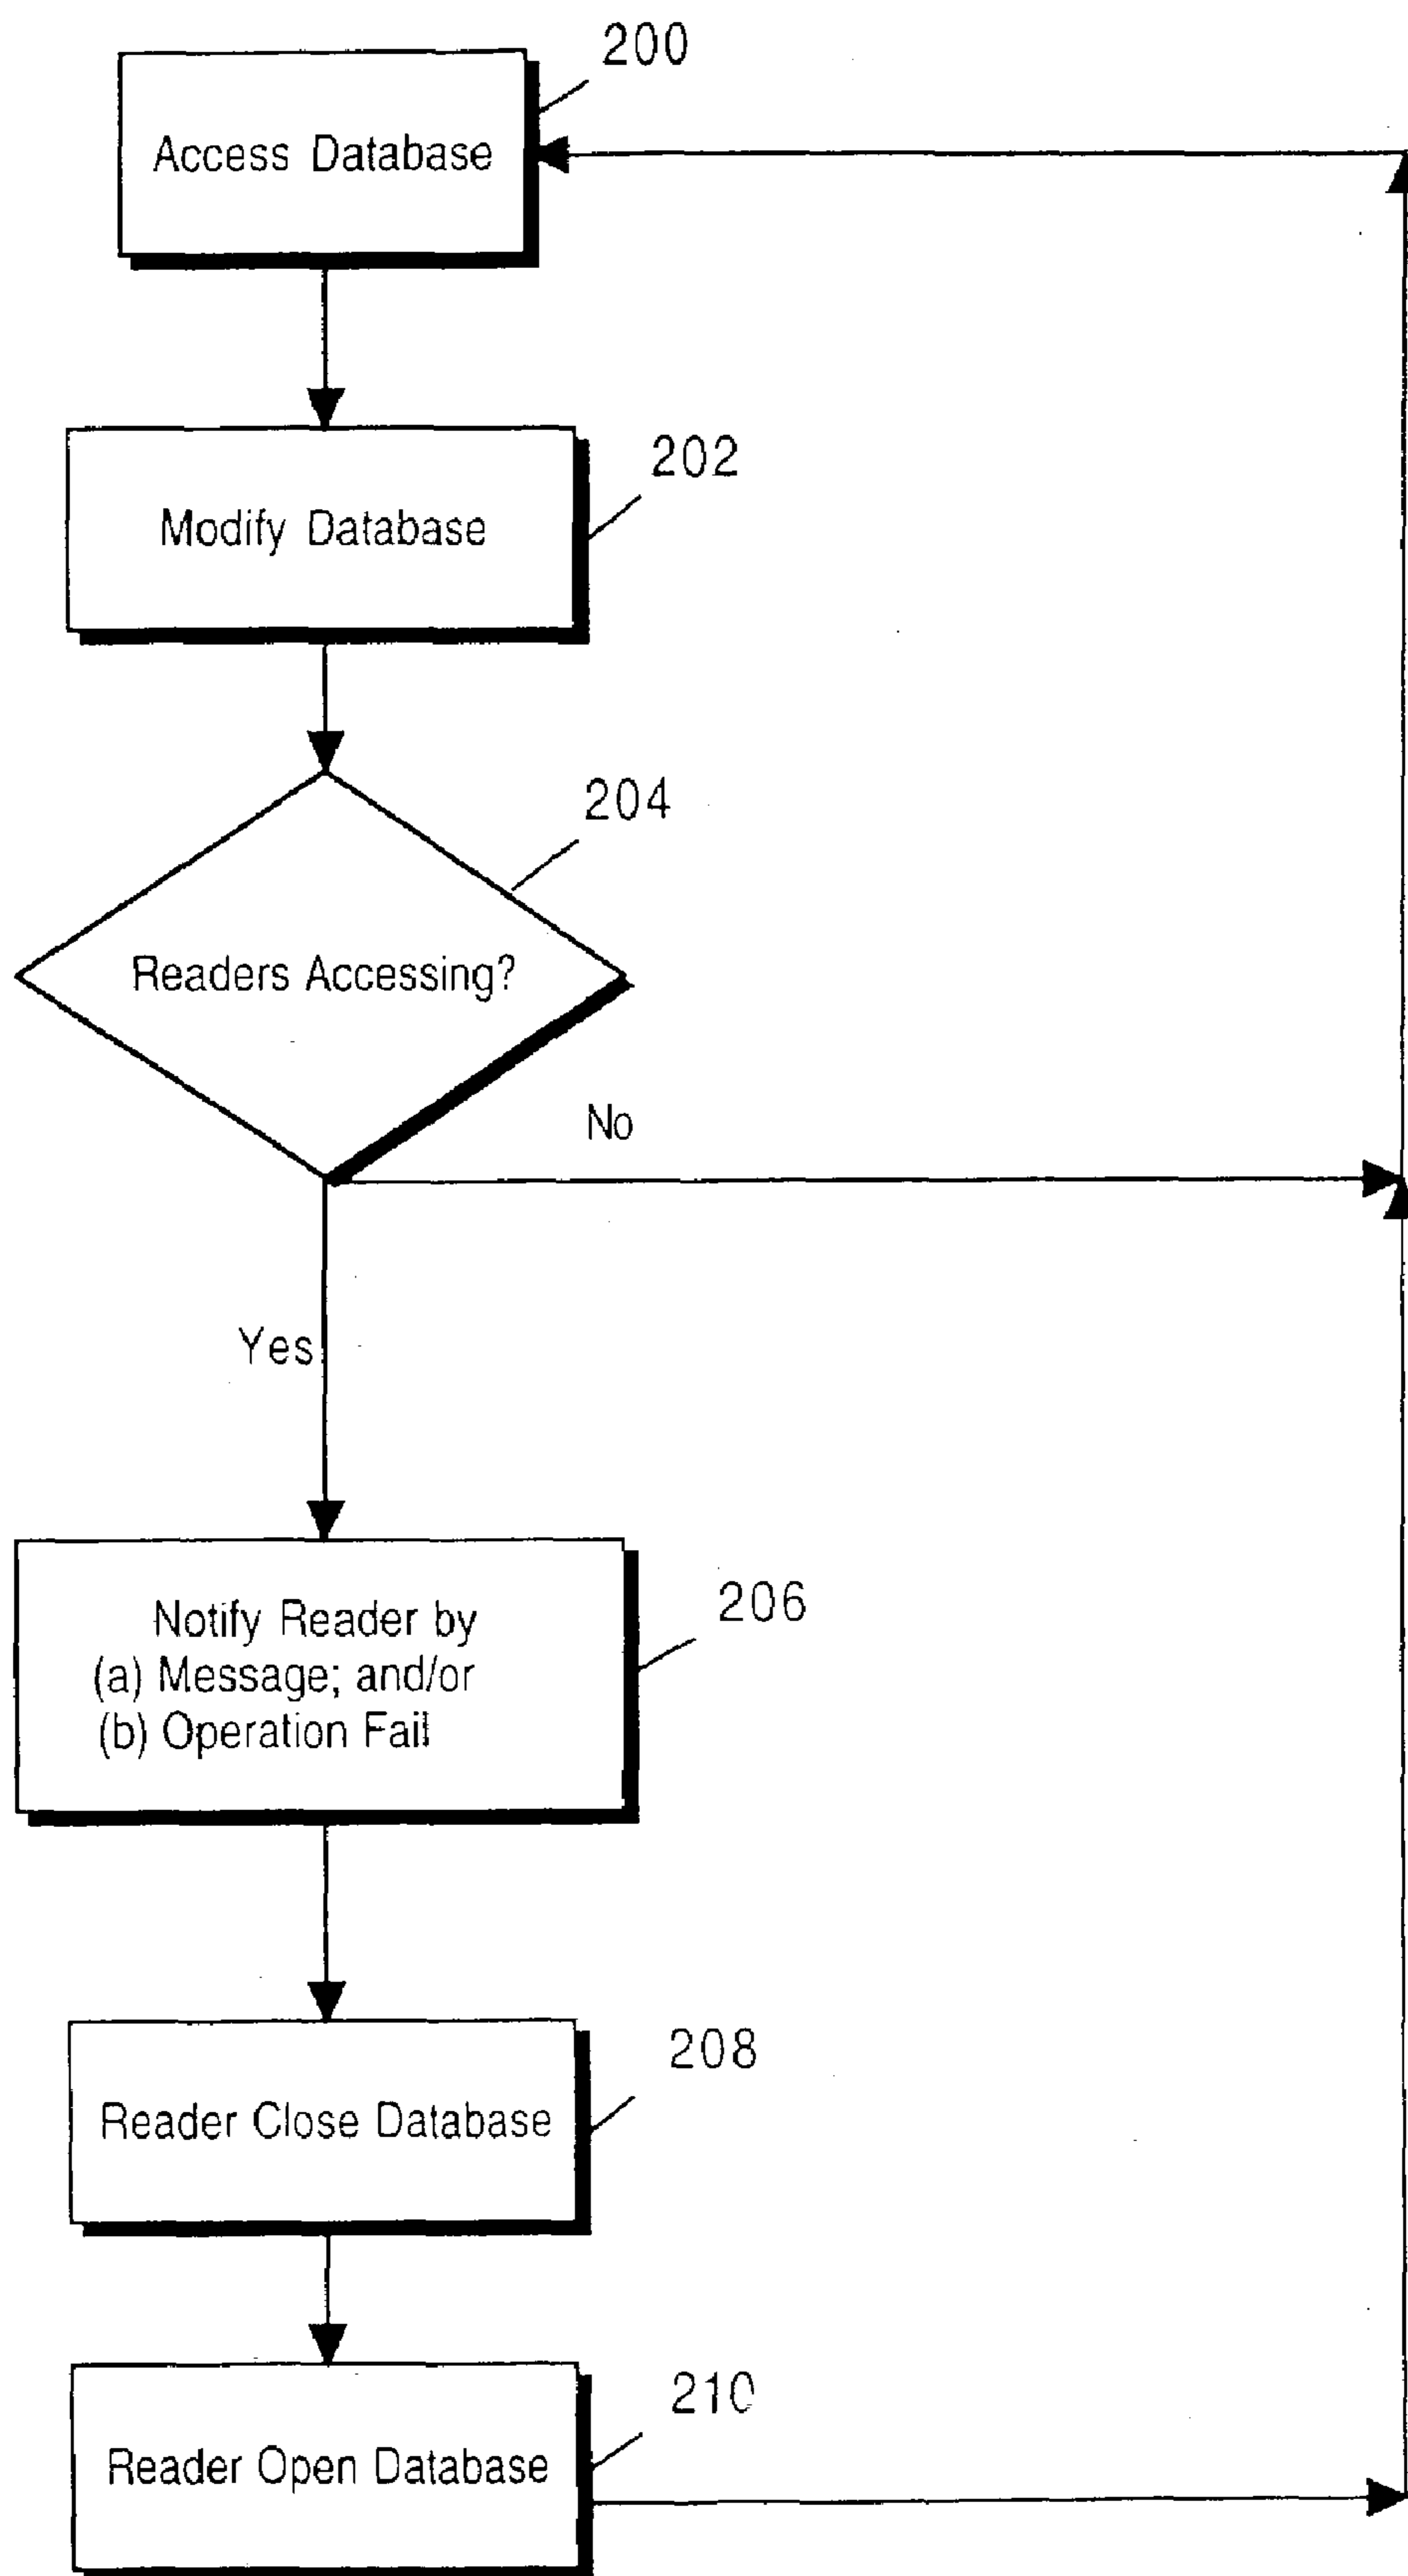 200
Access Database
202
Modify Database
204
Readers Accessing?
No
Yes
206
Notify Reader by
(a) Message; and/or
(b) Operation Fail
208
Reader Close Database
210
Reader Open Database